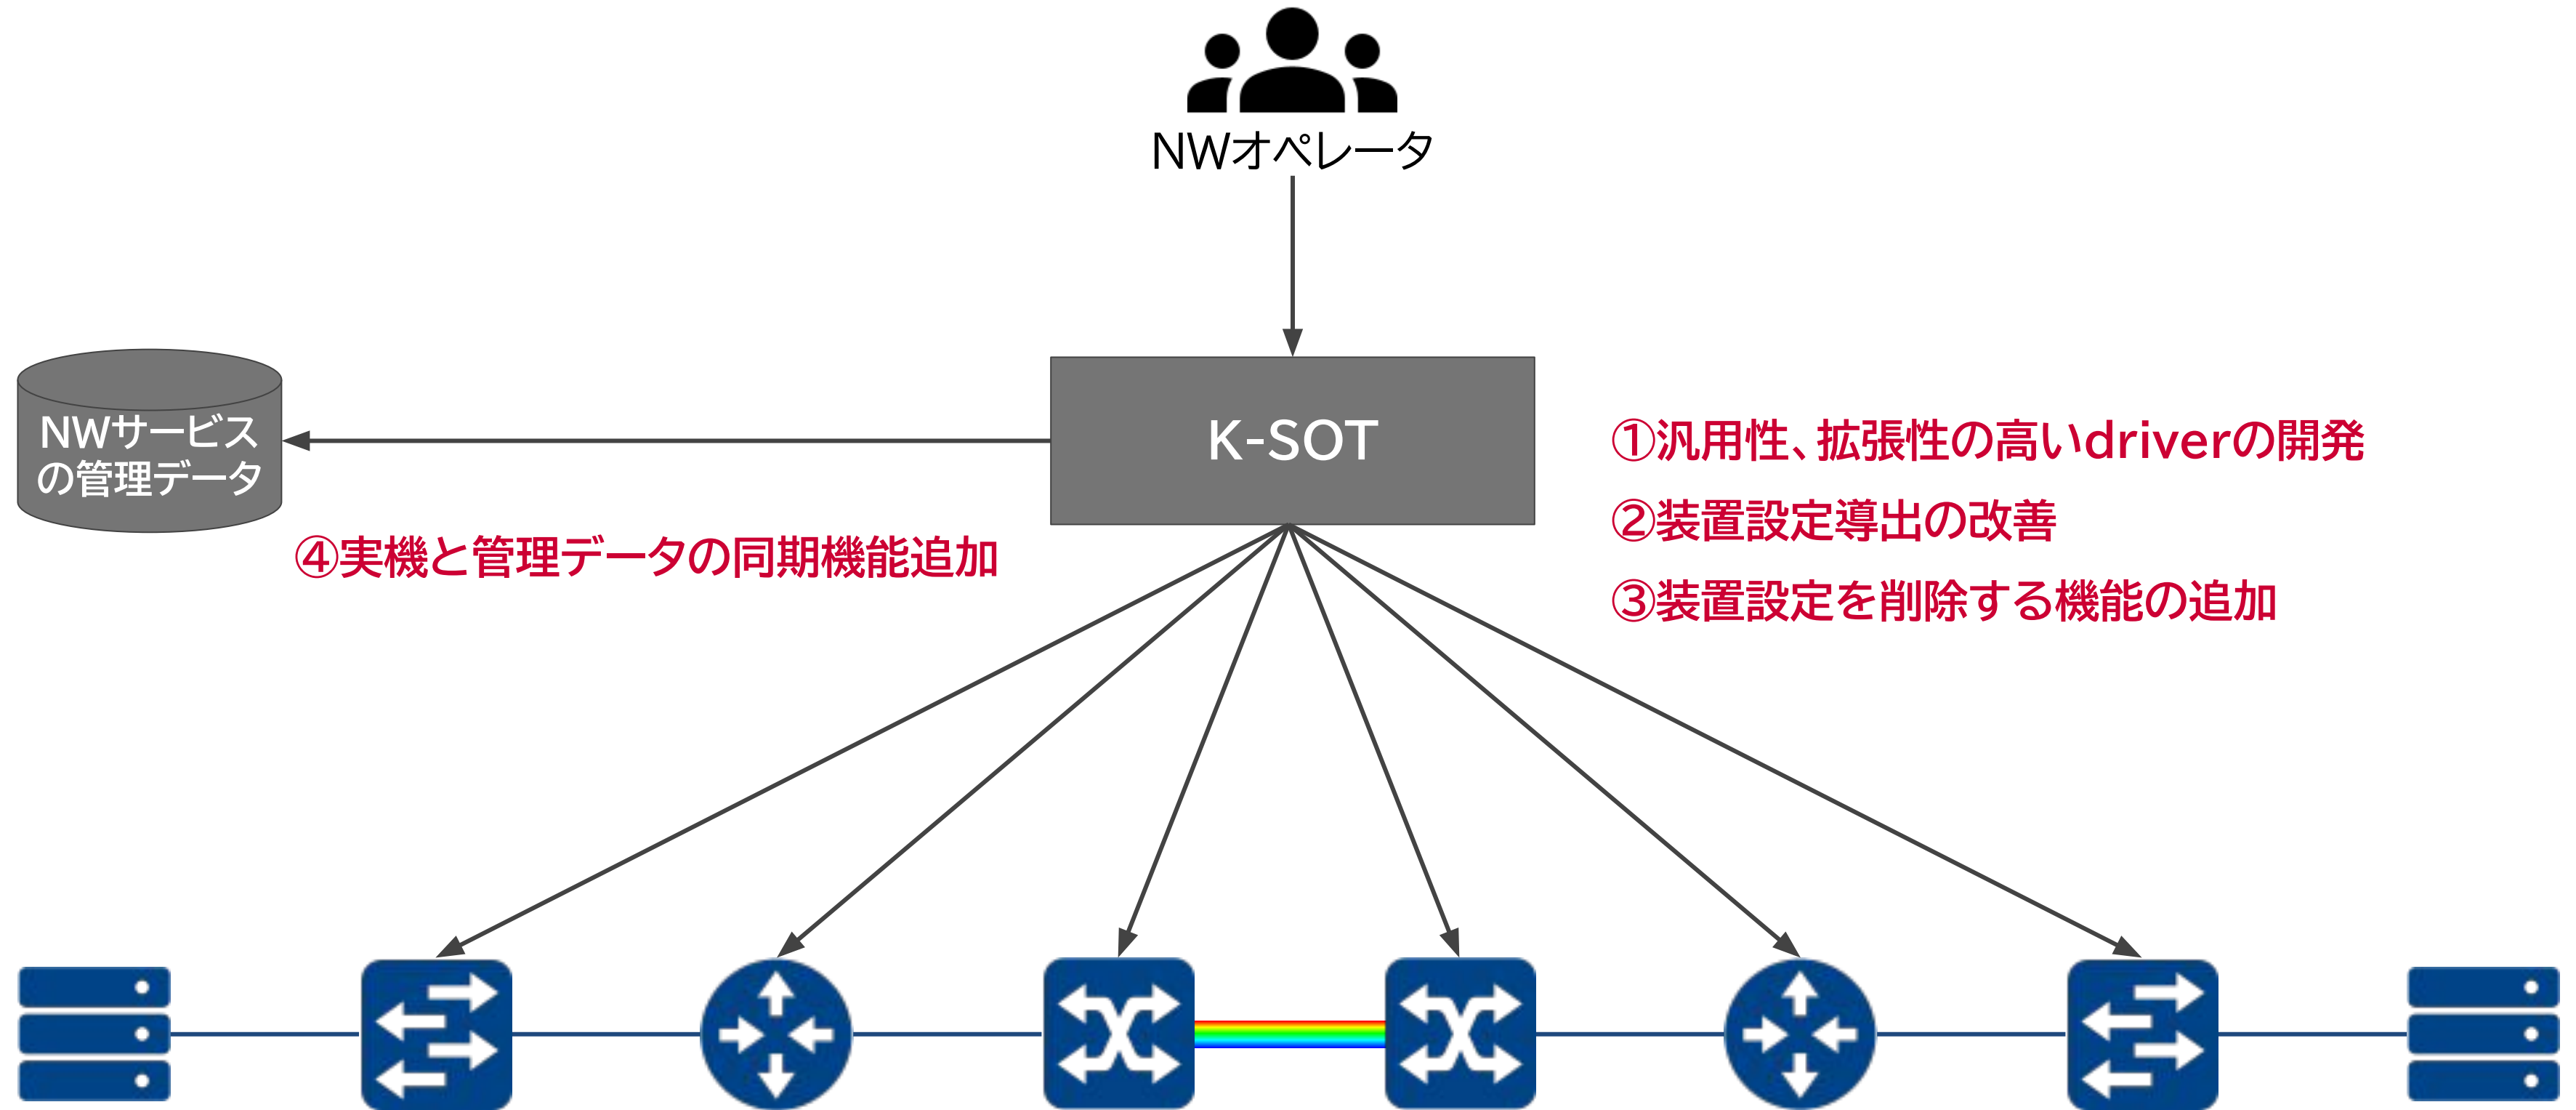 NWオペレータ
NWサービス
の管理データ
K-SOT
①汎用性、拡張性の高いdriverの開発
②装置設定導出の改善
③装置設定を削除する機能の追加
④実機と管理データの同期機能追加